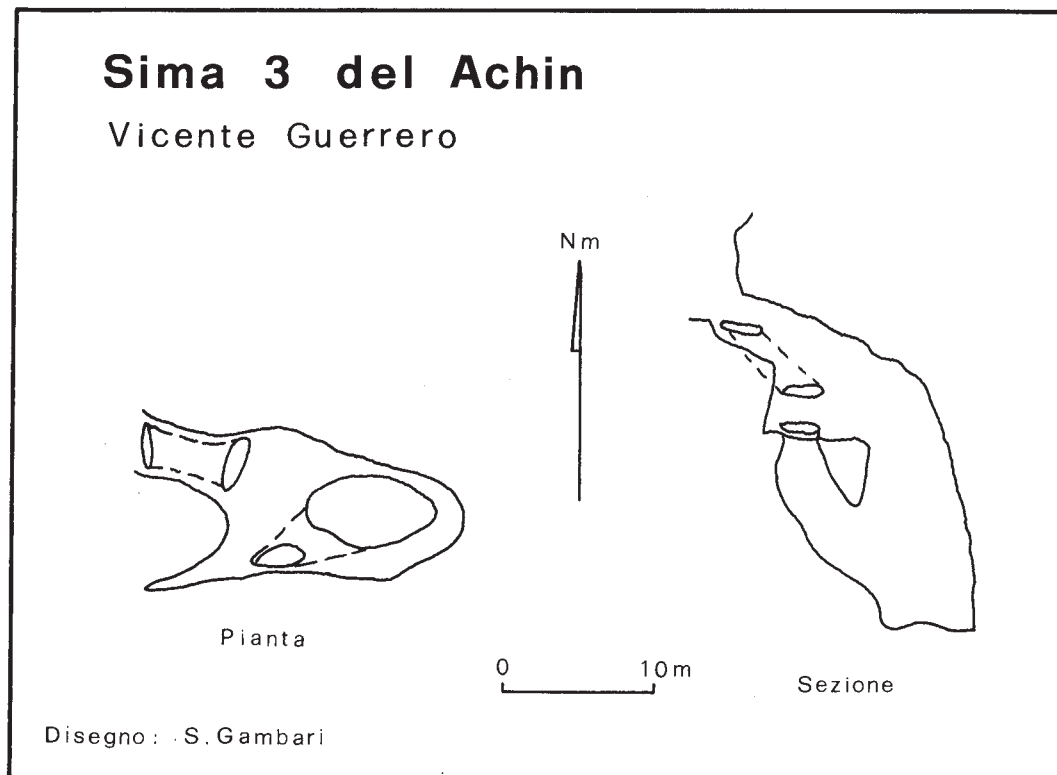 Sima 3 del Achin
Vicente Guerrero
Nm
Pianta
0 10m
Sezione
Disegno: S.Gambari